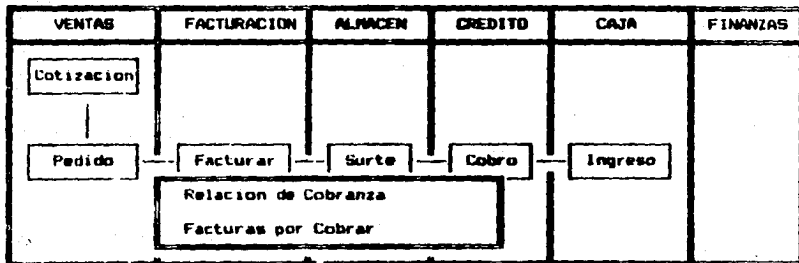 VENTAS FACTURACION ALMACEN CREDITO CAJA FINANZAS
Cotizacion
Pedido Facturar Surte Cobro Ingreso
Relacion de Cobranza
Facturas por Cobrar